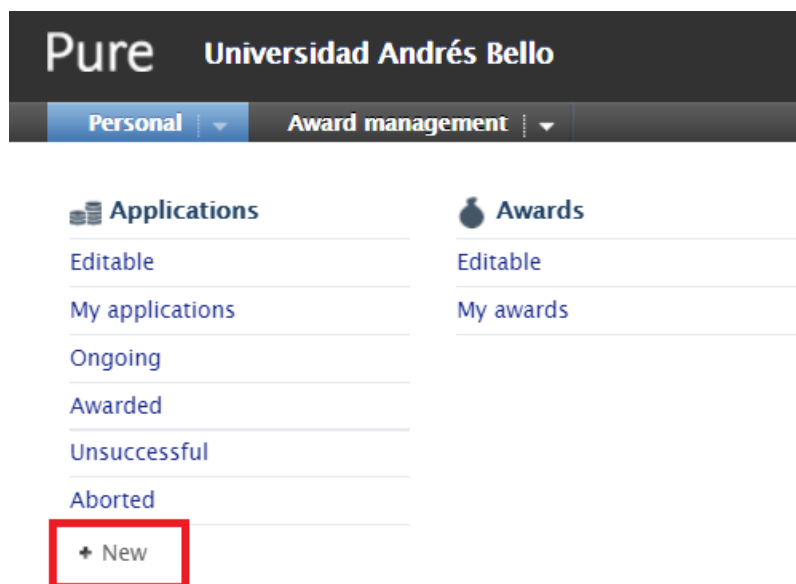 Pure Universidad Andrés Bello
Personal Award management
Applications
Editable
My applications
Ongoing
Awarded
Unsuccessful
Aborted
+ New
Awards
Editable
My awards